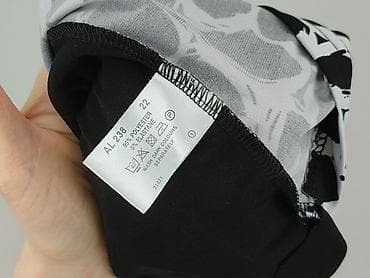 AL 238 22
95% POLYESTER
5% ELASTANE
WASH DARK COLOURS
SEPARATELY